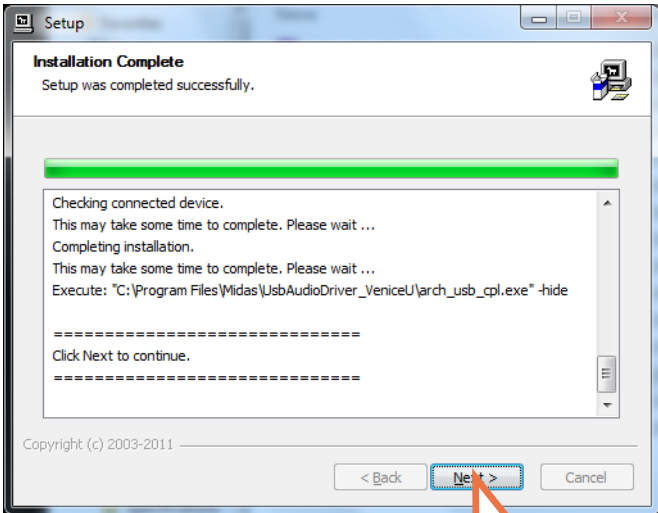 Setup
Installation Complete
Setup was completed successfully.
Checking connected device.
This may take some time to complete. Please wait ...
Completing installation.
This may take some time to complete. Please wait ...
Execute: "C:\Program Files\Midas\UsbAudioDriver_VeniceU\arch_usb_cpl.exe" -hide
==============================
Click Next to continue.
==============================
Copyright (c) 2003-2011
< Back Next > Cancel